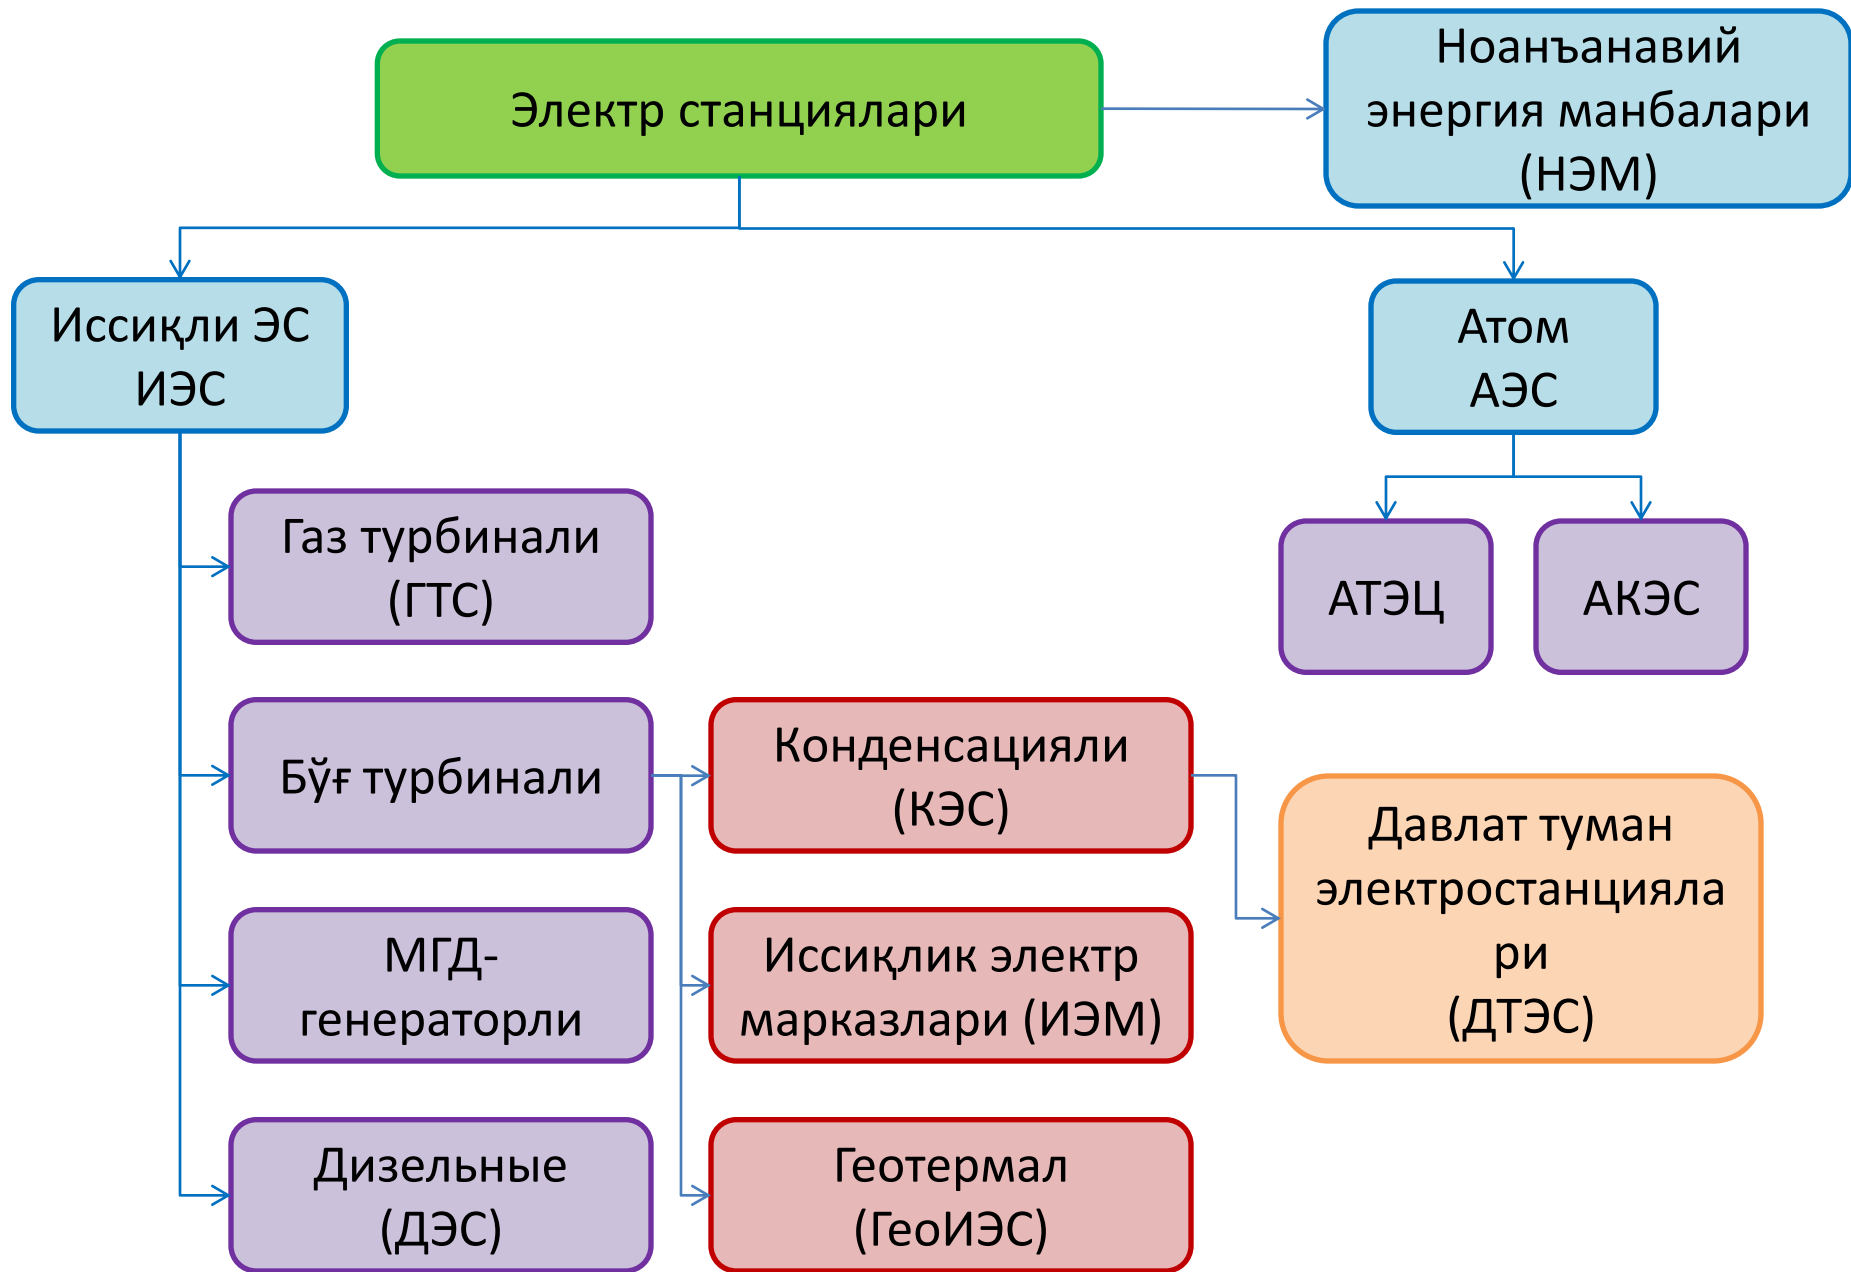 Электр станциялари
Ноанъанавий
энергия манбалари
(НЭМ)
Иссиқли ЭС
ИЭС
Атом
АЭС
Газ турбинали
(ГТС)
АТЭЦ
АКЭС
Бўғ турбинали
Конденсацияли
(КЭС)
Давлат туман
электростанцияла
ри
(ДТЭС)
МГД-
генераторли
Иссиқлик электр
марказлари (ИЭМ)
Дизельные
(ДЭС)
Геотермал
(ГеоИЭС)